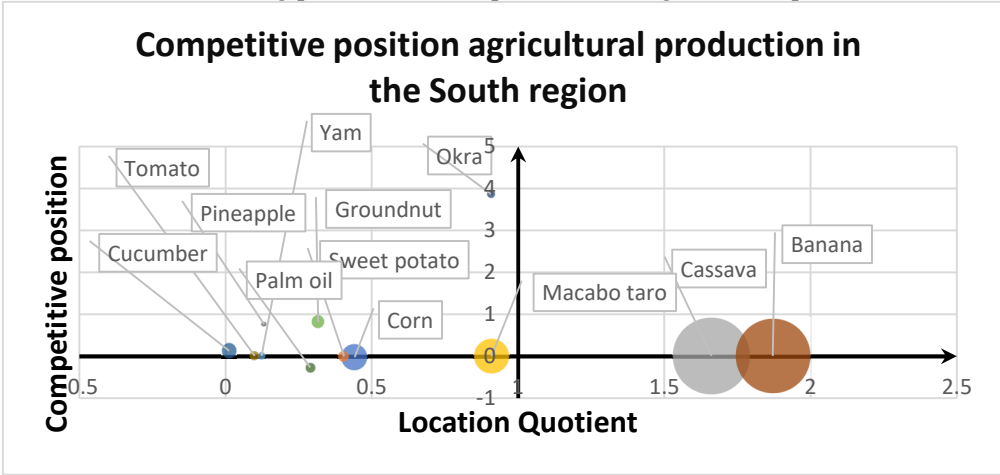 Competitive position agricultural production in
the South region
Yam
Okra
Tomato
Pineapple
Groundnut
Cucumber
Palm oil
Sweet potato
Corn
Macabo taro
Cassava
Banana
5
4
3
2
1
0
-1
0.5
0
0.5
1
1.5
2
2.5
Competitive position
Location Quotient